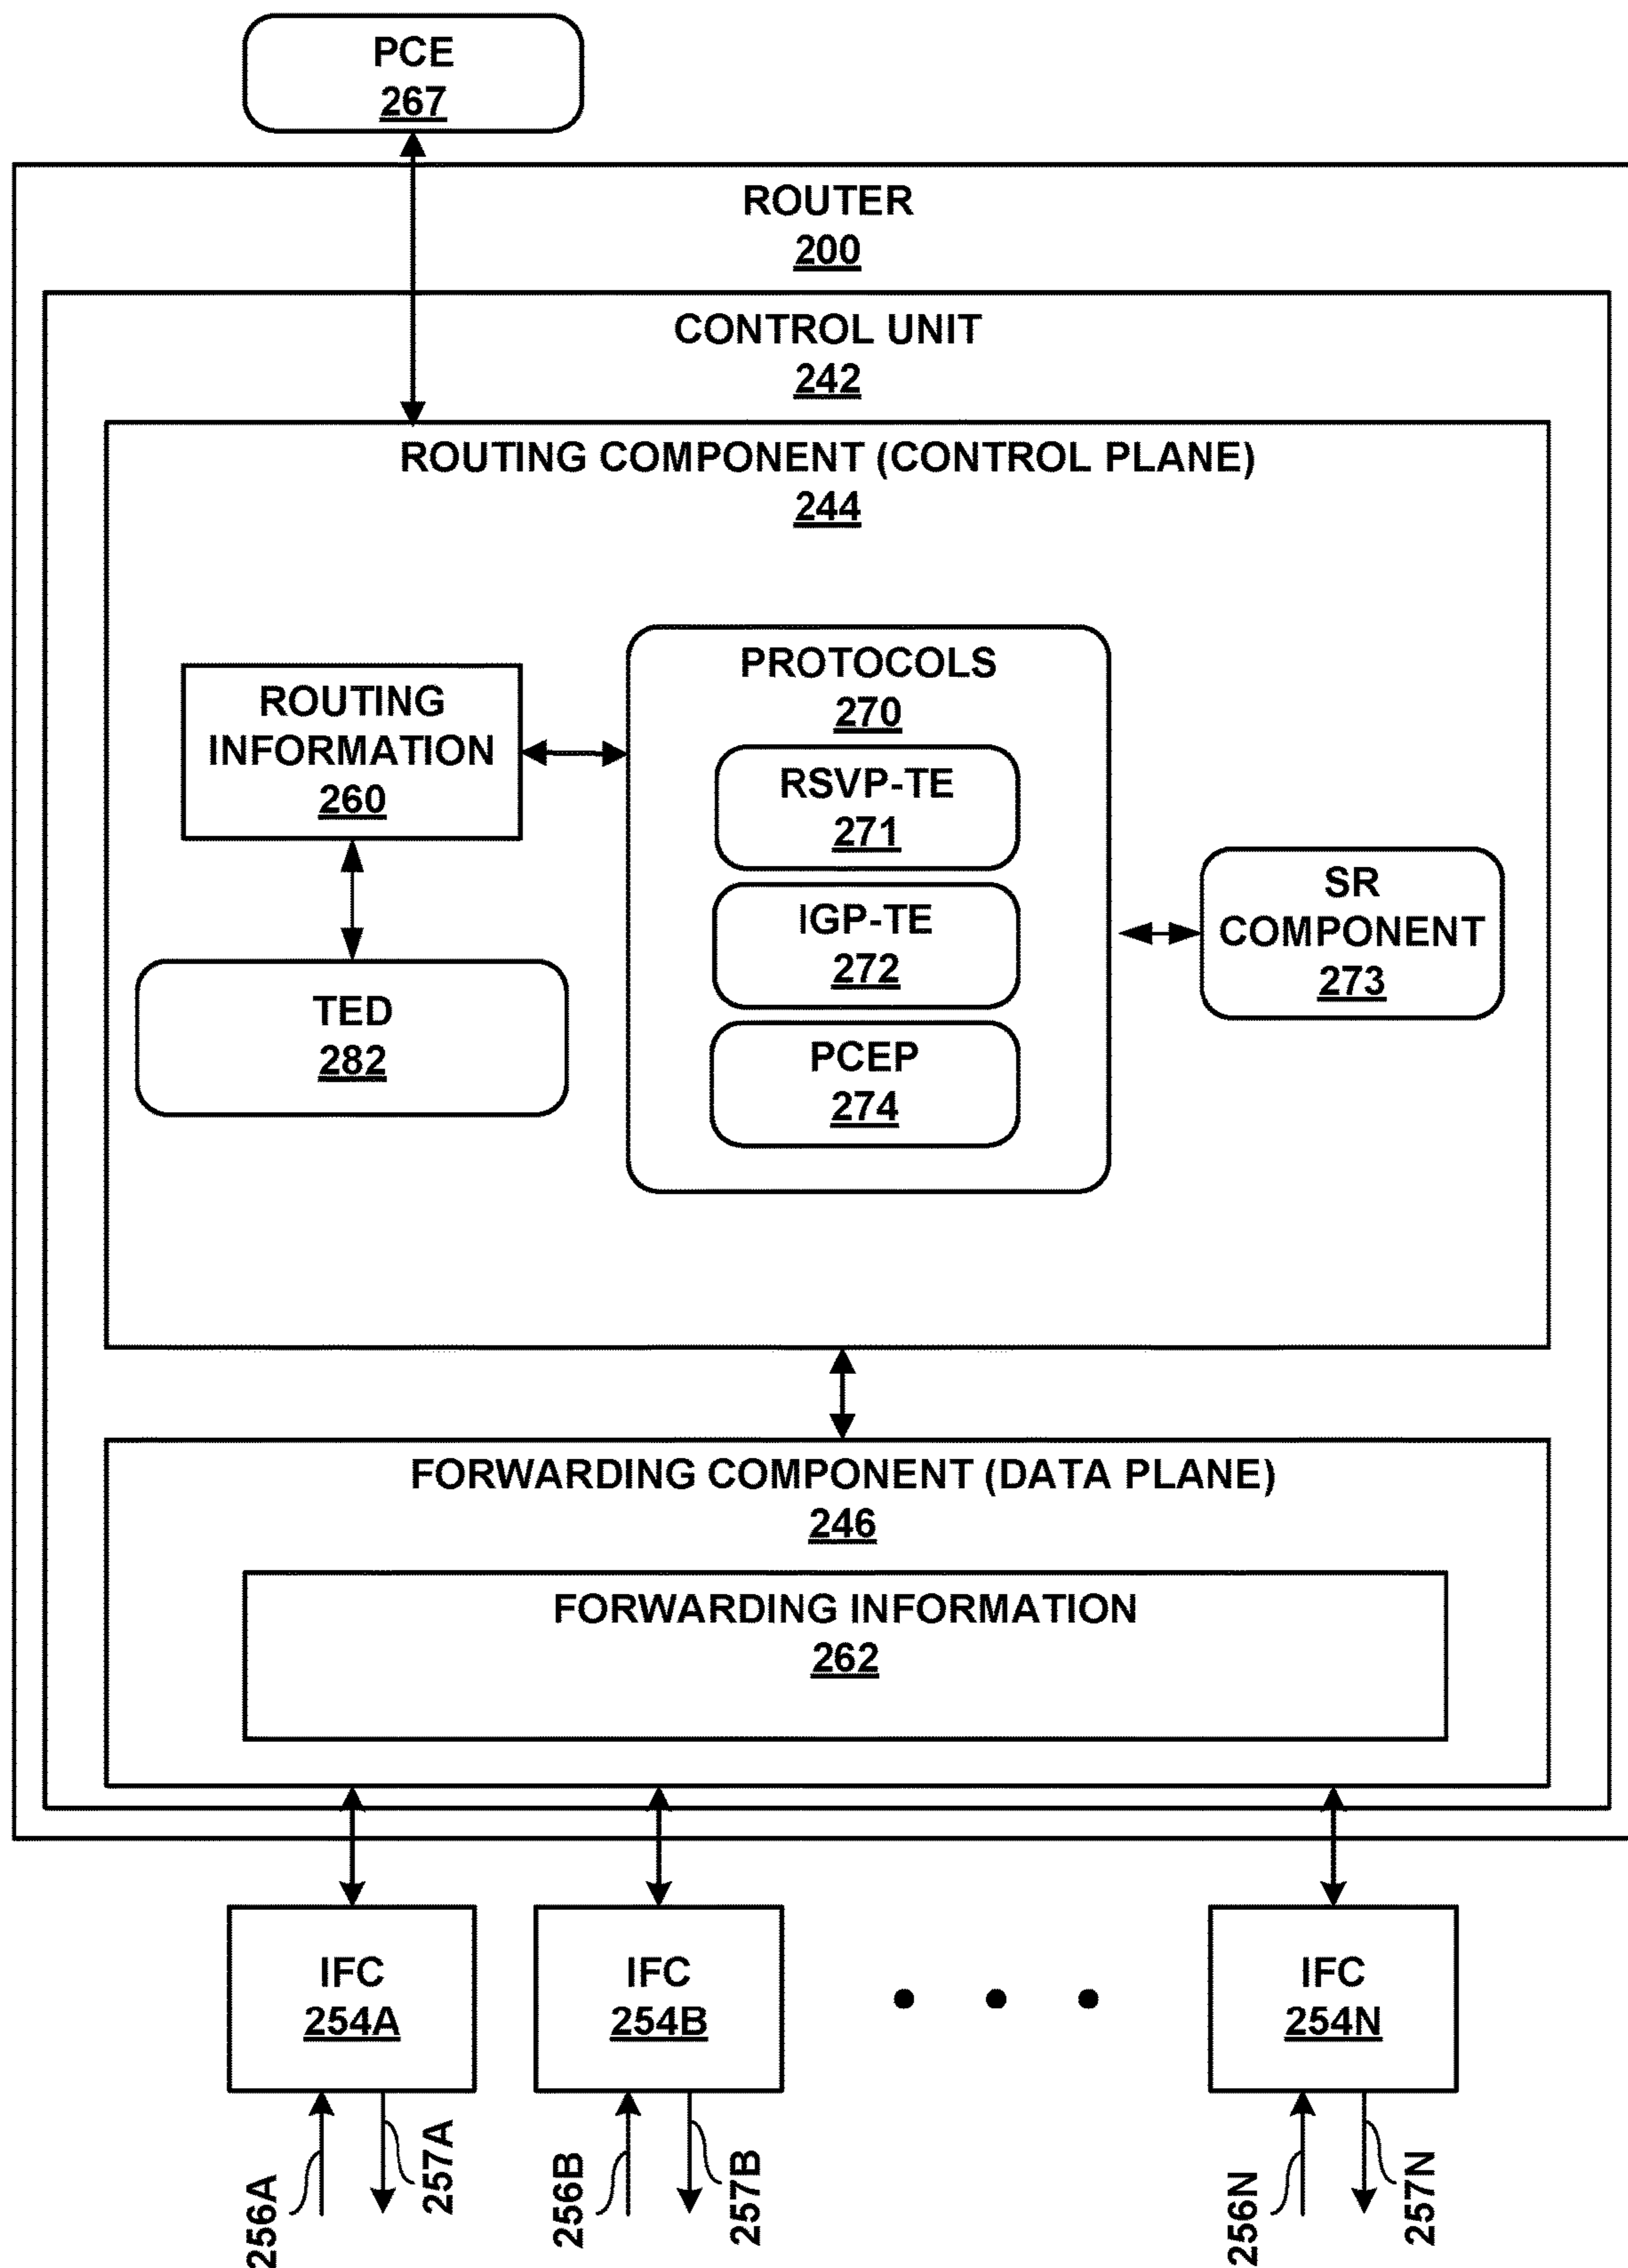 PCE
267
ROUTER
200
CONTROL UNIT
242
ROUTING COMPONENT (CONTROL PLANE)
244
ROUTING
INFORMATION
260
TED
282
PROTOCOLS
270
RSVP-TE
271
IGP-TE
272
PCEP
274
SR
COMPONENT
273
FORWARDING COMPONENT (DATA PLANE)
246
FORWARDING INFORMATION
262
IFC
254A
IFC
254B
IFC
254N
256A
257A
256B
257B
256N
257N